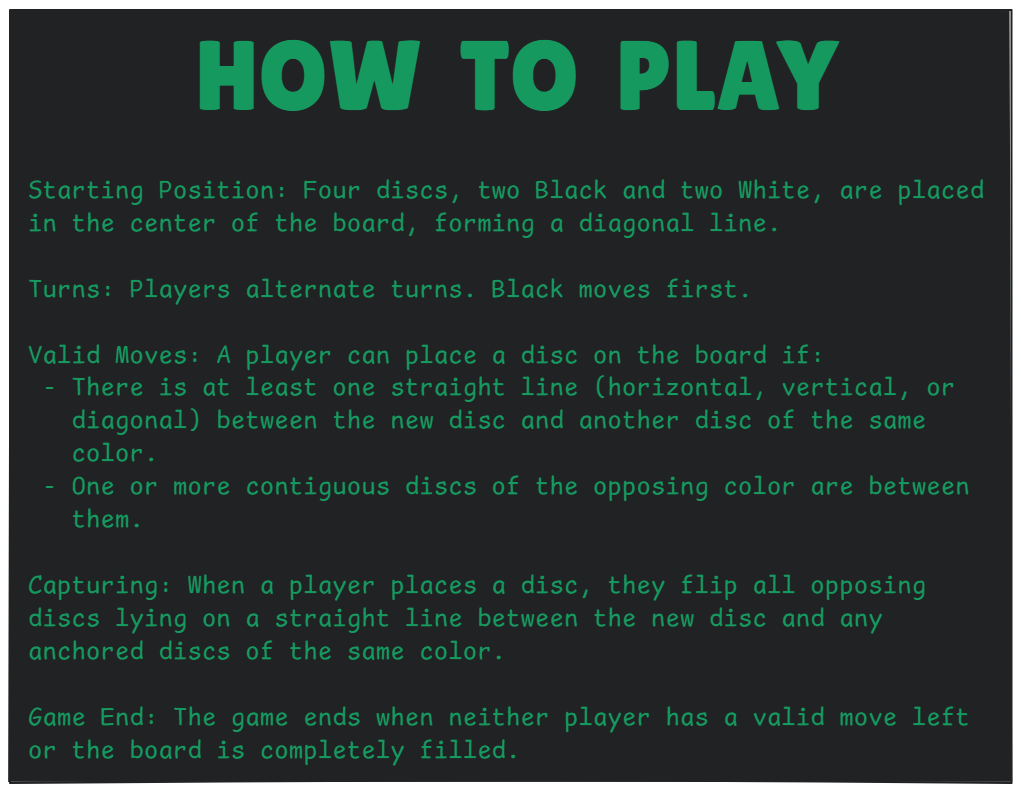 HOW TO PLAY
Starting Position: Four discs, two Black and two White, are placed
in the center of the board, forming a diagonal line.
Turns: Players alternate turns. Black moves first.
Valid Moves: A player can place a disc on the board if:
- There is at least one straight line (horizontal, vertical, or
diagonal) between the new disc and another disc of the same
color.
- One or more contiguous discs of the opposing color are between
them.
Capturing: When a player places a disc, they flip all opposing
discs lying on a straight line between the new disc and any
anchored discs of the same color.
Game End: The game ends when neither player has a valid move left
or the board is completely filled.